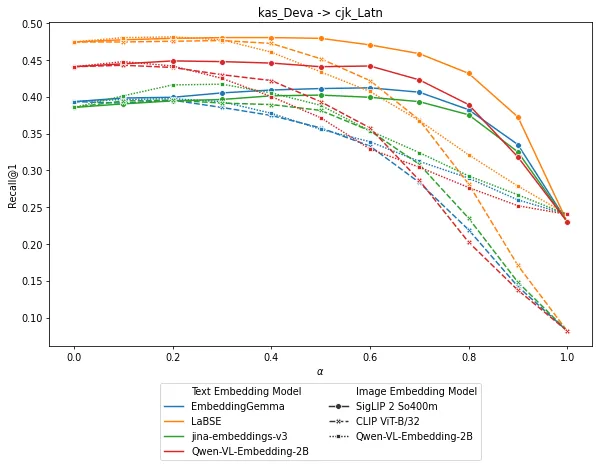 kas_Deva -> cjk_Latn
Recall@1
0.50
0.45
0.40
0.35
0.30
0.25
0.20
0.15
0.10
0.0 0.2 0.4 0.6 0.8 1.0
α
Text Embedding Model
EmbeddingGemma
LaBSE
jina-embeddings-v3
Qwen-VL-Embedding-2B
Image Embedding Model
SigLIP 2 So400m
CLIP ViT-B/32
Qwen-VL-Embedding-2B